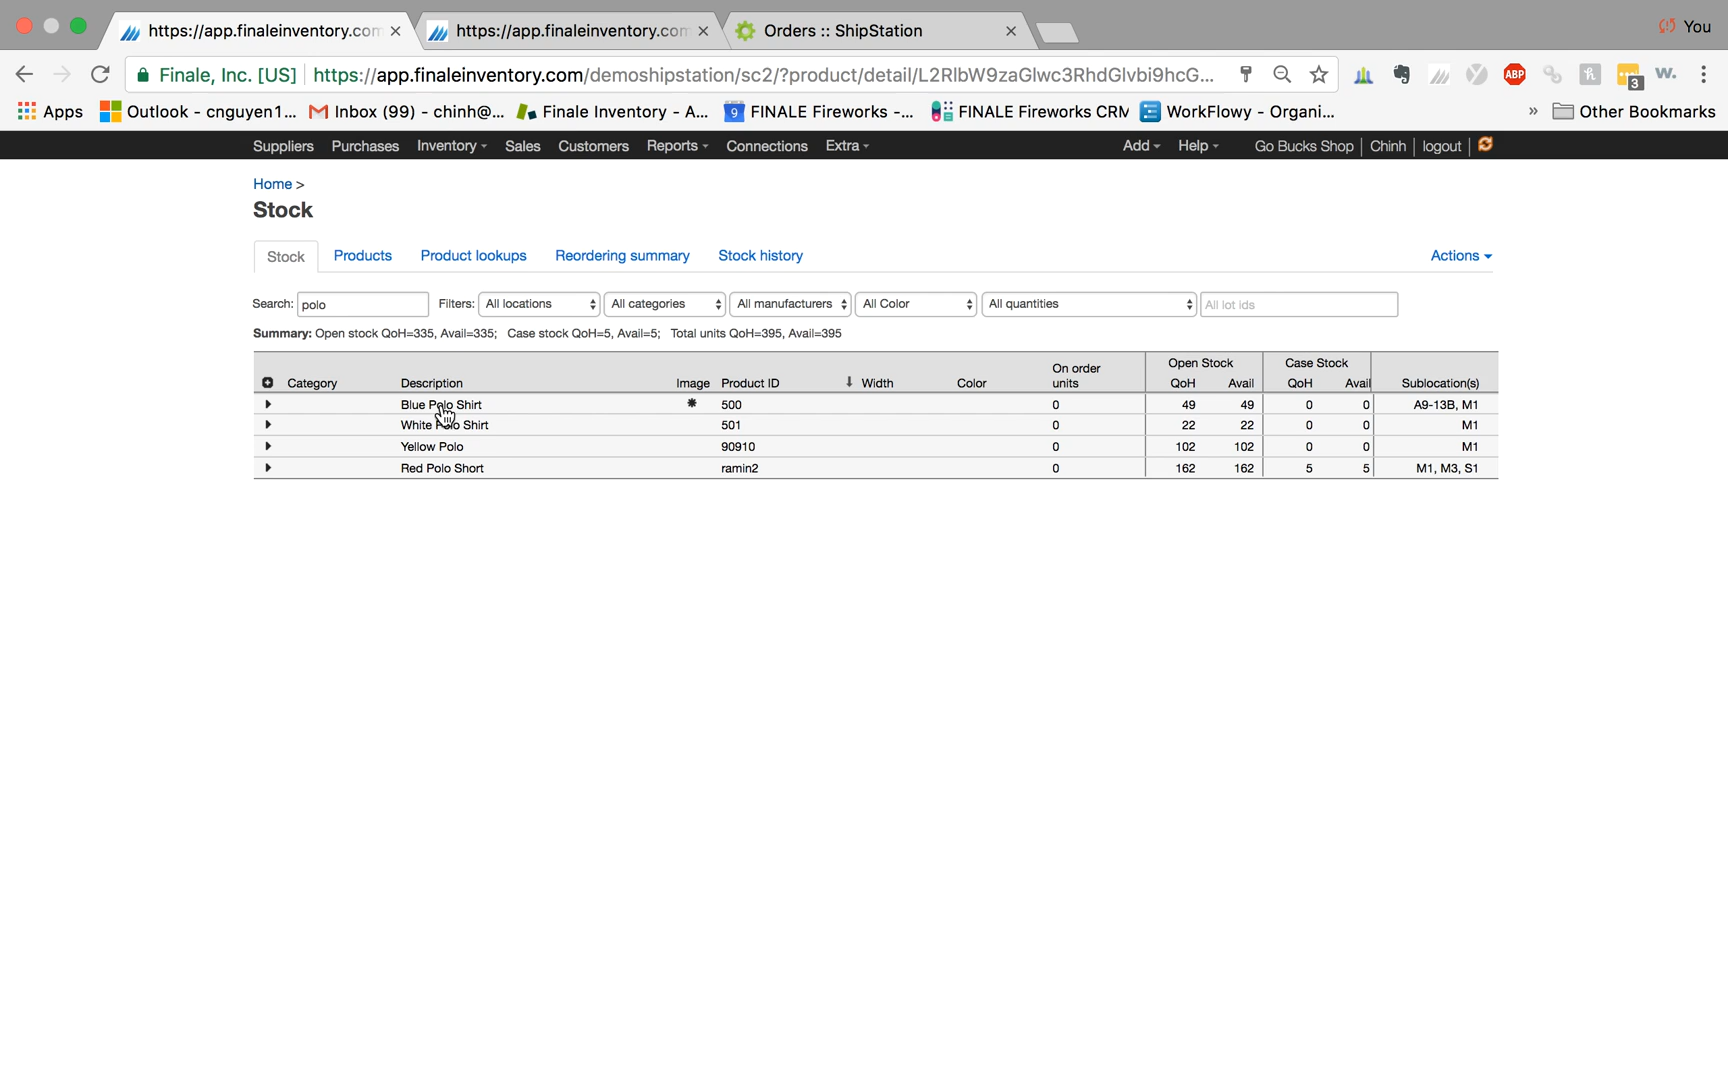 https://app.finaleinventory.com
https://app.finaleinventory.com
Orders :: ShipStation
You
Finale, Inc. [US]
https://app.finaleinventory.com/demoshipstation/sc2/?product/detail/L2RlbW9zaGlwc3RhdGlvbi9hcG...
ABP
3
w.
Apps
Outlook - cnguyen1...
Inbox (99) - chinh@...
Finale Inventory - A...
9
FINALE Fireworks -...
FINALE Fireworks CRM
WorkFlowy - Organi...
»
Other Bookmarks
Suppliers Purchases Inventory Sales Customers Reports Connections Extra Add Help Go Bucks Shop | Chinh | logout |
Home >
Stock
Stock Products Product lookups Reordering summary Stock history Actions
Search: polo Filters: All locations All categories All manufacturers All Color All quantities All lot ids
Summary: Open stock QoH=335, Avail=335; Case stock QoH=5, Avail=5; Total units QoH=395, Avail=395
On order Open Stock Case Stock
Category Description Image Product ID Width Color units QoH Avail QoH Avail Sublocation(s)
Blue Polo Shirt * 500 0 49 49 0 0 A9-13B, M1
White Polo Shirt 501 0 22 22 0 0 M1
Yellow Polo 90910 0 102 102 0 0 M1
Red Polo Short ramin2 0 162 162 5 5 M1, M3, S1